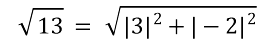 √13 = √|3|² + |− 2|²